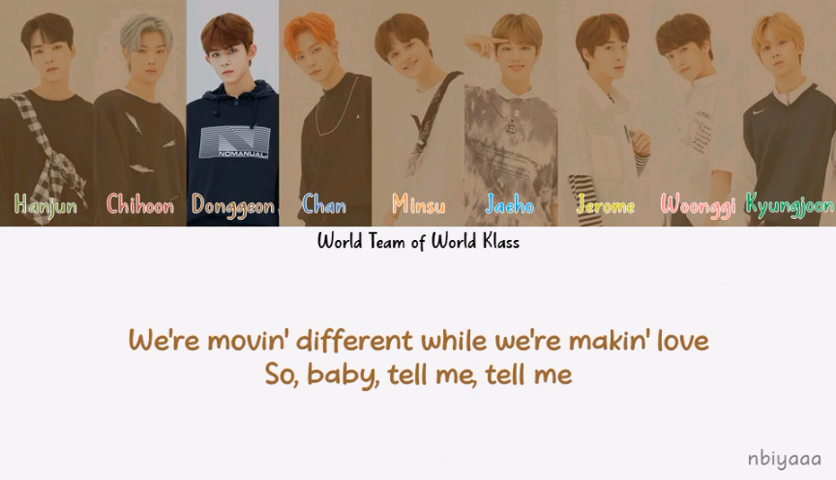 NOMANUAL
Hanjun Chihoon Donggeon Chan Minsu Jaeho Jerome Woonggi Kyungjoon
World Team of World Klass
We're movin' different while we're makin' love
So, baby, tell me, tell me
nbiyaaa